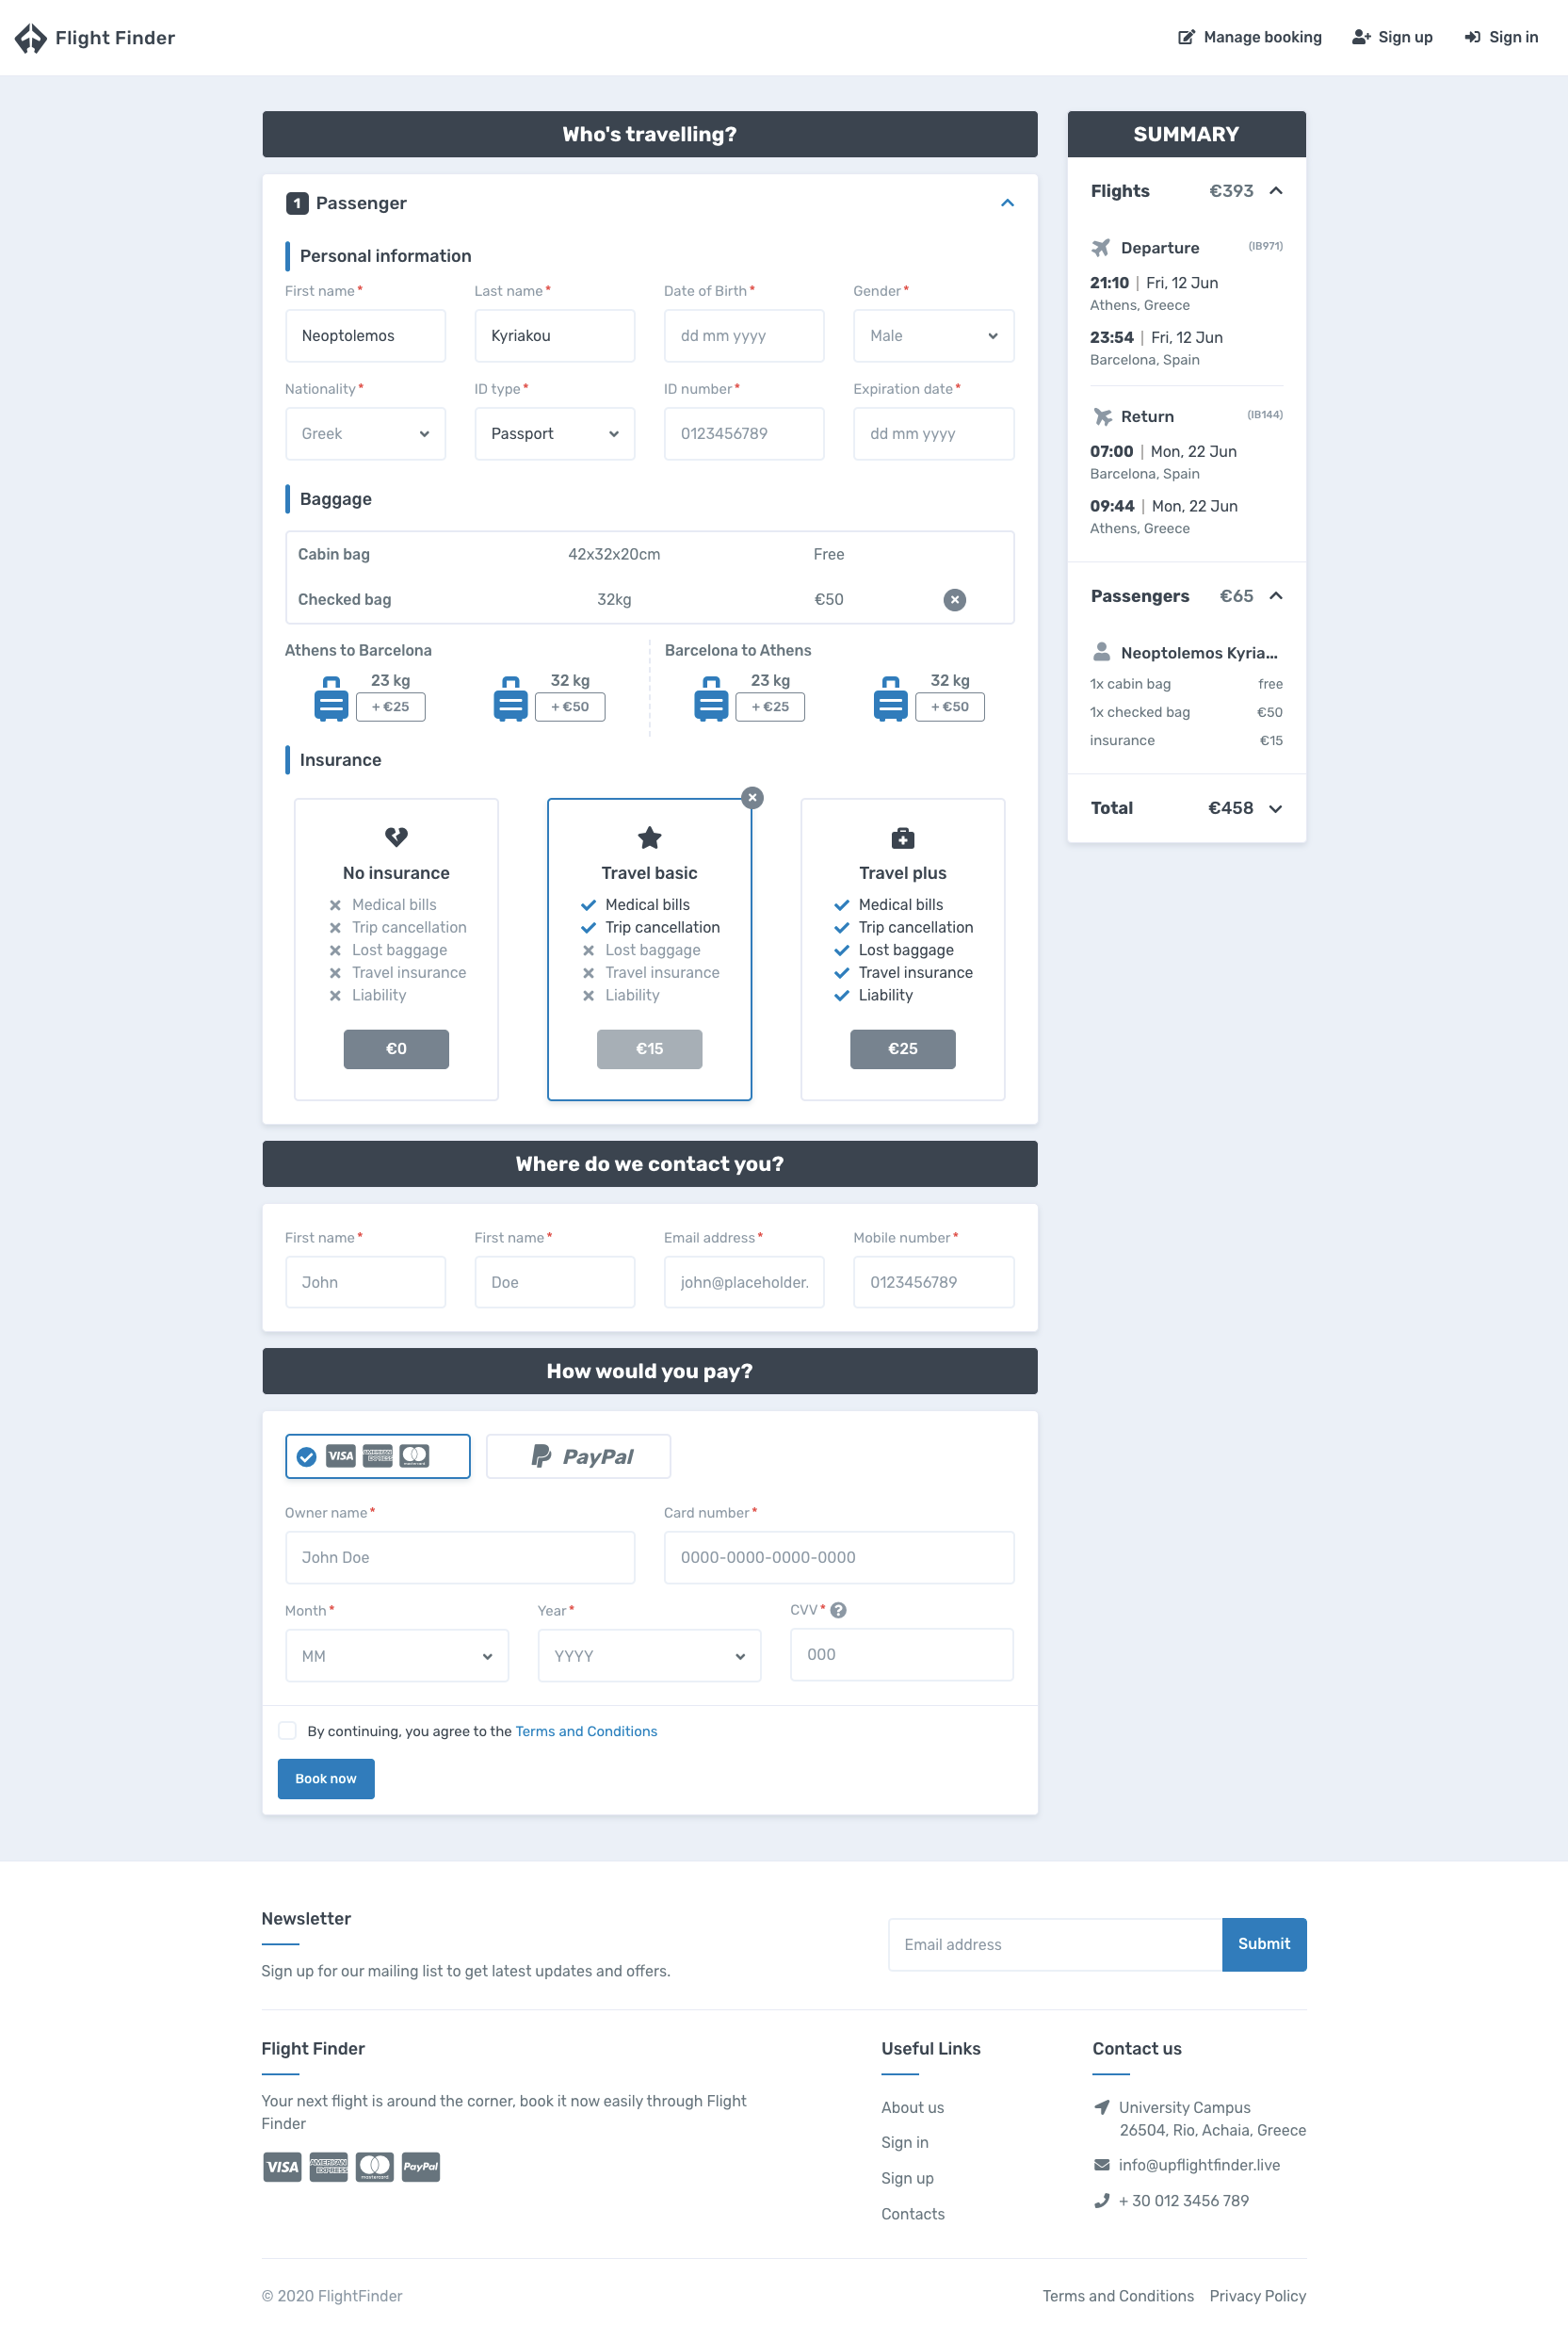 Flight Finder
Manage booking
Sign up
Sign in
Who's travelling?
1 Passenger
Personal information
First name*
Last name*
Date of Birth*
Gender*
Neoptolemos
Kyriakou
dd mm yyyy
Male
Nationality*
ID type*
ID number*
Expiration date*
Greek
Passport
0123456789
dd mm yyyy
Baggage
Cabin bag 42x32x20cm Free
Checked bag 32kg €50
Athens to Barcelona
23 kg
+ €25
32 kg
+ €50
Barcelona to Athens
23 kg
+ €25
32 kg
+ €50
Insurance
No insurance
Medical bills
Trip cancellation
Lost baggage
Travel insurance
Liability
€0
Travel basic
Medical bills
Trip cancellation
Lost baggage
Travel insurance
Liability
€15
Travel plus
Medical bills
Trip cancellation
Lost baggage
Travel insurance
Liability
€25
Where do we contact you?
First name*
First name*
Email address*
Mobile number*
John
Doe
john@placeholder.
0123456789
How would you pay?
VISA
AMERICAN EXPRESS
mastercard
PayPal
Owner name*
Card number*
John Doe
0000-0000-0000-0000
Month*
Year*
CVV*
MM
YYYY
000
By continuing, you agree to the Terms and Conditions
Book now
SUMMARY
Flights €393
Departure (IB971)
21:10 | Fri, 12 Jun
Athens, Greece
23:54 | Fri, 12 Jun
Barcelona, Spain
Return (IB144)
07:00 | Mon, 22 Jun
Barcelona, Spain
09:44 | Mon, 22 Jun
Athens, Greece
Passengers €65
Neoptolemos Kyria...
1x cabin bag free
1x checked bag €50
insurance €15
Total €458
Newsletter
Sign up for our mailing list to get latest updates and offers.
Email address
Submit
Flight Finder
Your next flight is around the corner, book it now easily through Flight
Finder
VISA
AMERICAN EXPRESS
mastercard
PayPal
Useful Links
About us
Sign in
Sign up
Contacts
Contact us
University Campus
26504, Rio, Achaia, Greece
info@upflightfinder.live
+ 30 012 3456 789
© 2020 FlightFinder
Terms and Conditions
Privacy Policy